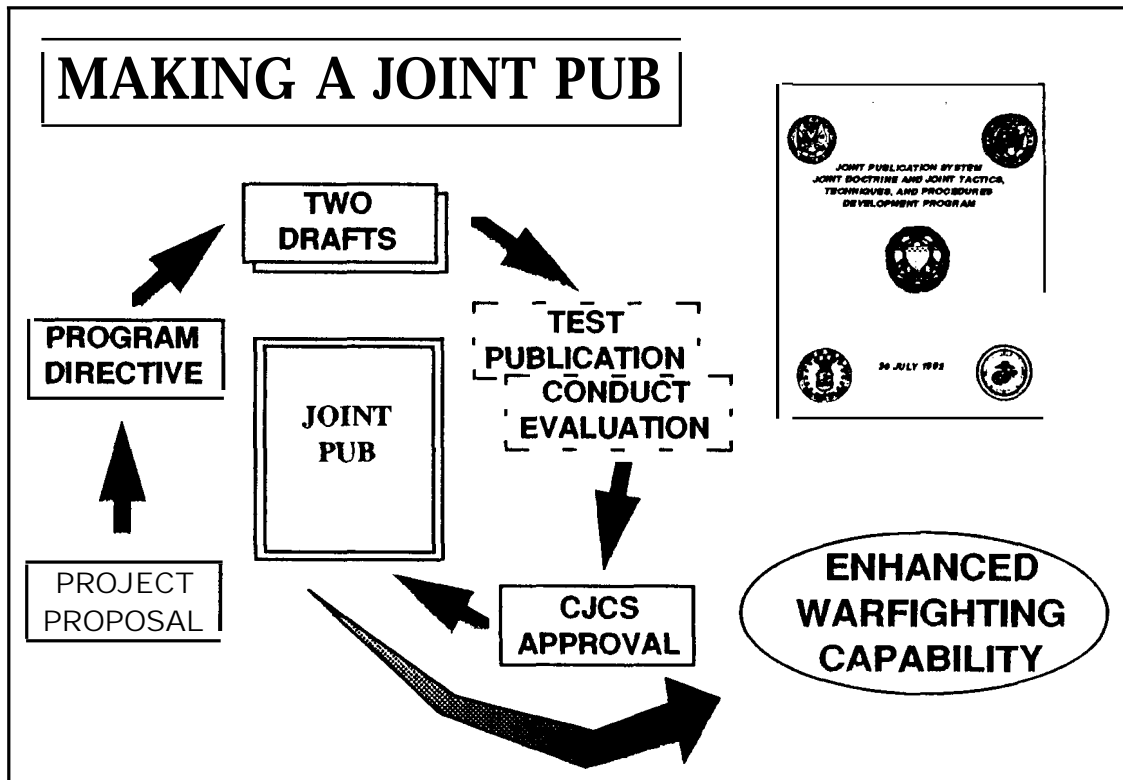 MAKING A JOINT PUB
JOINT PUBLICATION SYSTEM
JOINT DOCTRINE AND JOINT TACTICS,
TECHNIQUES, AND PROCEDURES
DEVELOPMENT PROGRAM
30 JULY 1992
TWO
DRAFTS
PROGRAM
DIRECTIVE
TEST
PUBLICATION
CONDUCT
EVALUATION
JOINT
PUB
PROJECT
PROPOSAL
CJCS
APPROVAL
ENHANCED
WARFIGHTING
CAPABILITY